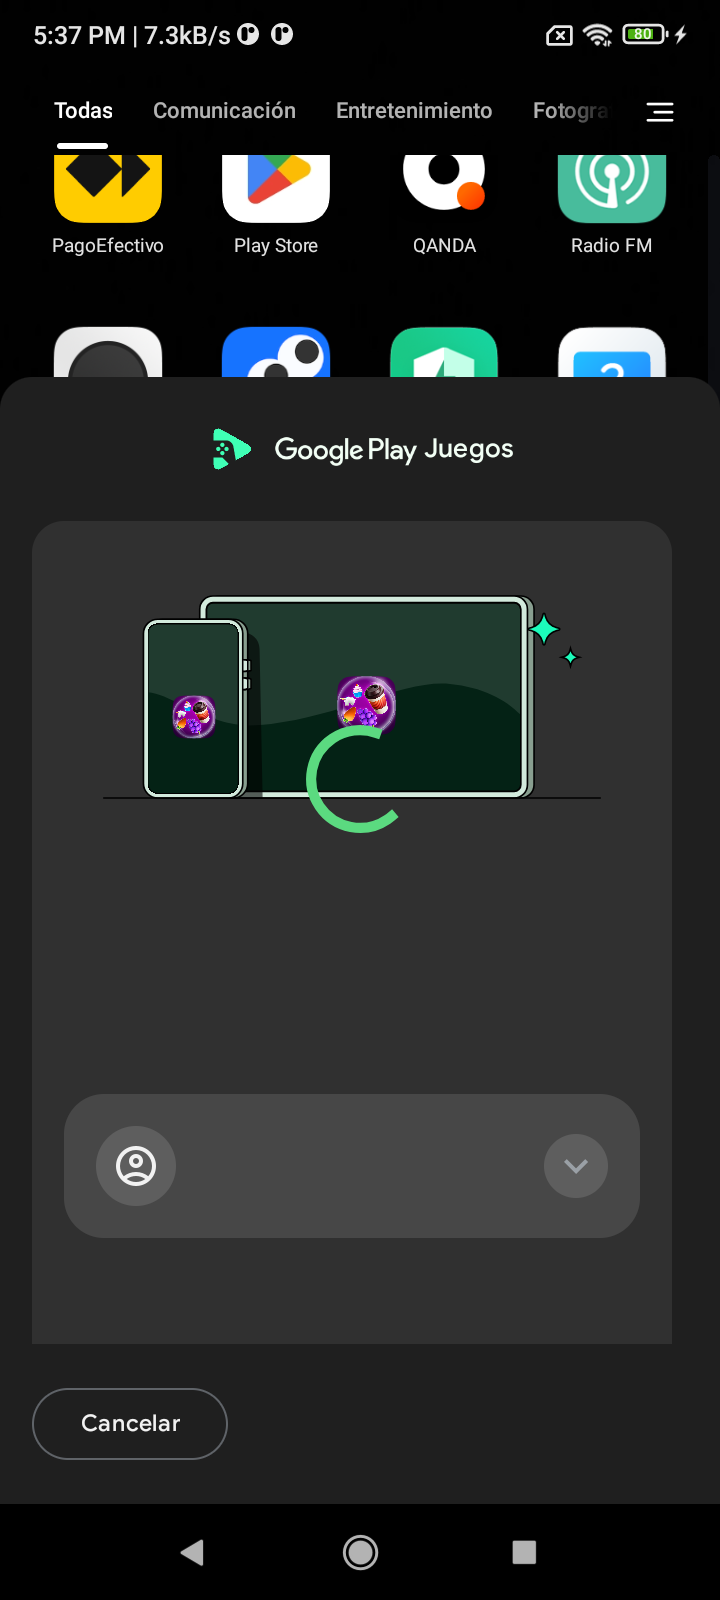 5:37 PM | 7.3kB/s
80
Todas Comunicación Entretenimiento Fotogra
PagoEfectivo Play Store QANDA Radio FM
Google Play Juegos
Cancelar